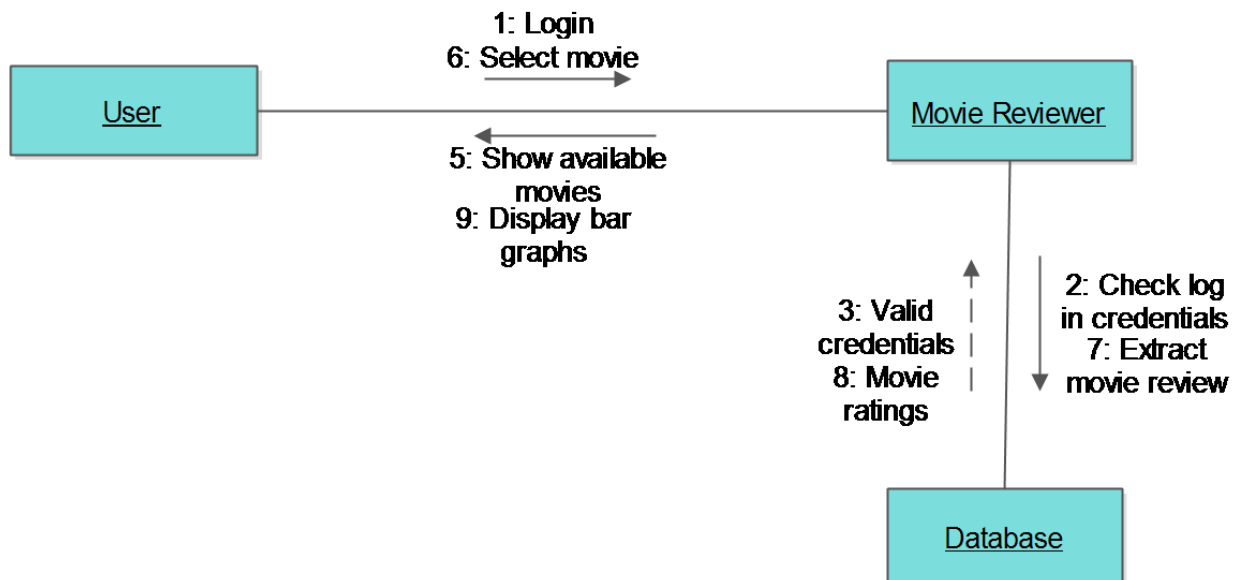 1: Login
6: Select movie
User
Movie Reviewer
5: Show available
movies
9: Display bar
graphs
3: Valid
credentials
8: Movie
ratings
2: Check log
in credentials
7: Extract
movie review
Database